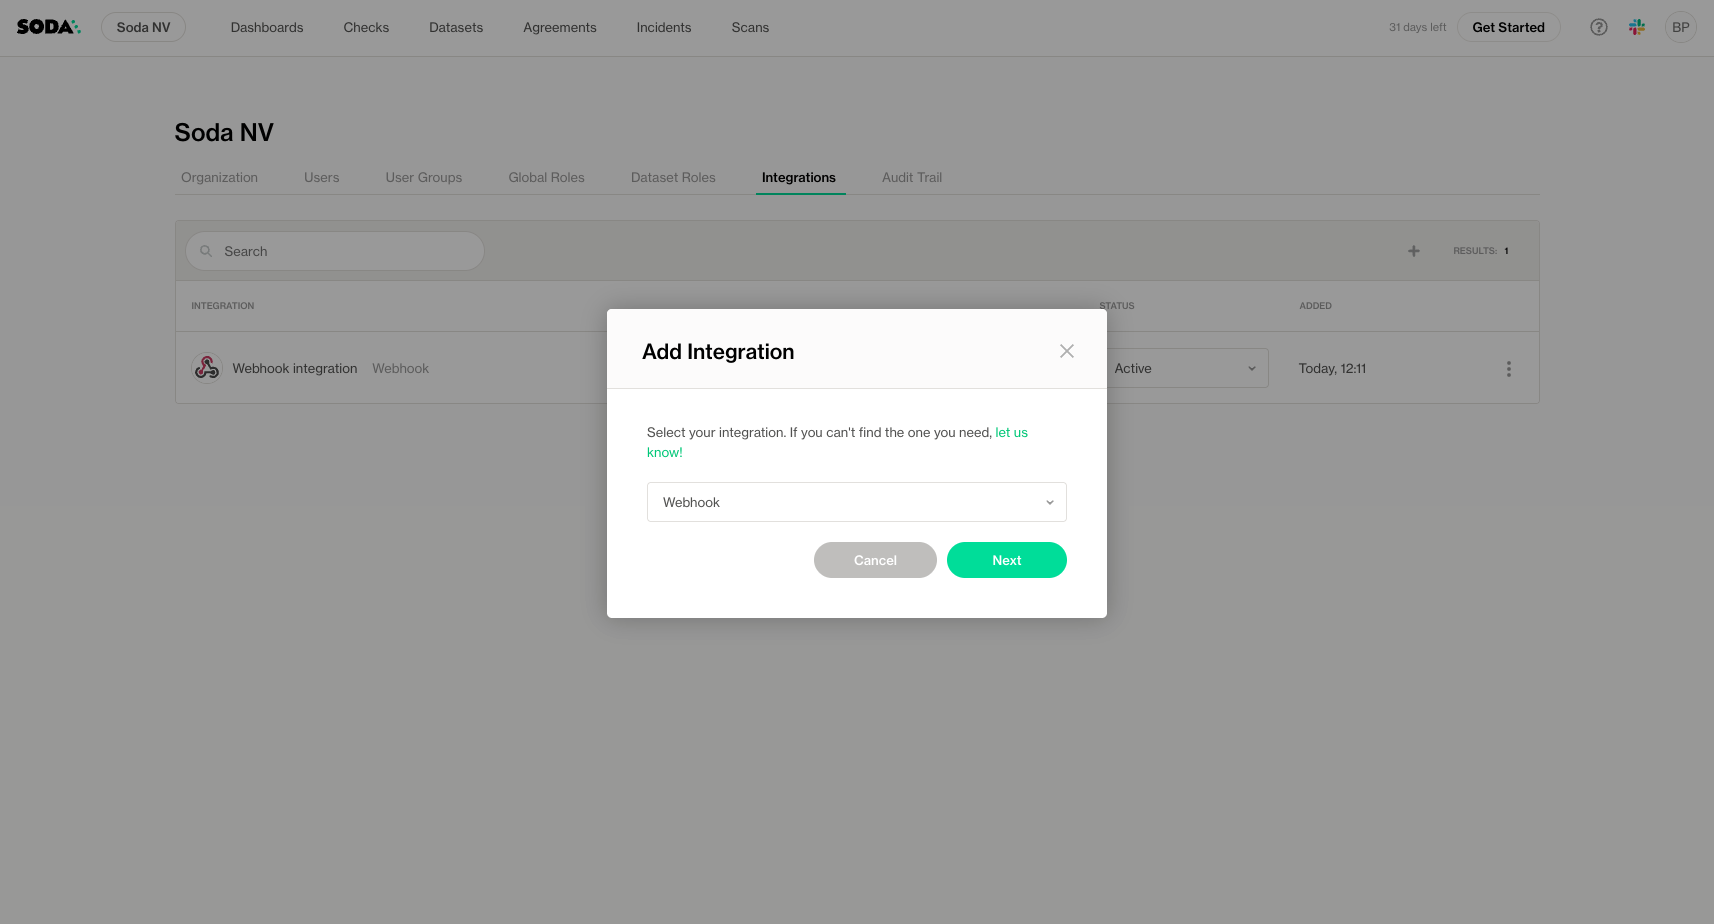 SODA Soda NV Dashboards Checks Datasets Agreements Incidents Scans 31 days left Get Started BP
Soda NV
Organization Users User Groups Global Roles Dataset Roles Integrations Audit Trail
Search RESULTS: 1
INTEGRATION STATUS ADDED
Webhook integration Webhook Active Today, 12:11
Add Integration
Select your integration. If you can't find the one you need, let us
know!
Webhook
Cancel Next